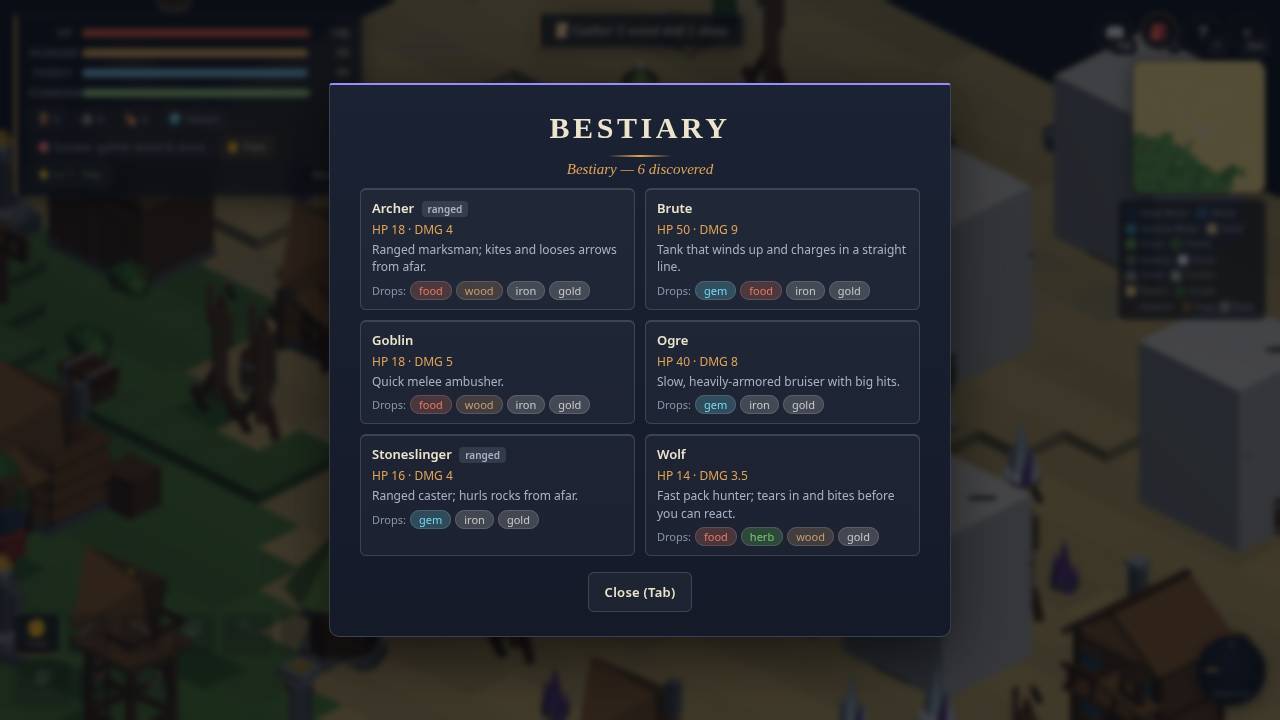 BESTIARY
Bestiary — 6 discovered
Archer ranged
HP 18 · DMG 4
Ranged marksman; kites and looses arrows
from afar.
Drops: food wood iron gold
Brute
HP 50 · DMG 9
Tank that winds up and charges in a straight
line.
Drops: gem food iron gold
Goblin
HP 18 · DMG 5
Quick melee ambusher.
Drops: food wood iron gold
Ogre
HP 40 · DMG 8
Slow, heavily-armored bruiser with big hits.
Drops: gem iron gold
Stoneslinger ranged
HP 16 · DMG 4
Ranged caster; hurls rocks from afar.
Drops: gem iron gold
Wolf
HP 14 · DMG 3.5
Fast pack hunter; tears in and bites before
you can react.
Drops: food herb wood gold
Close (Tab)